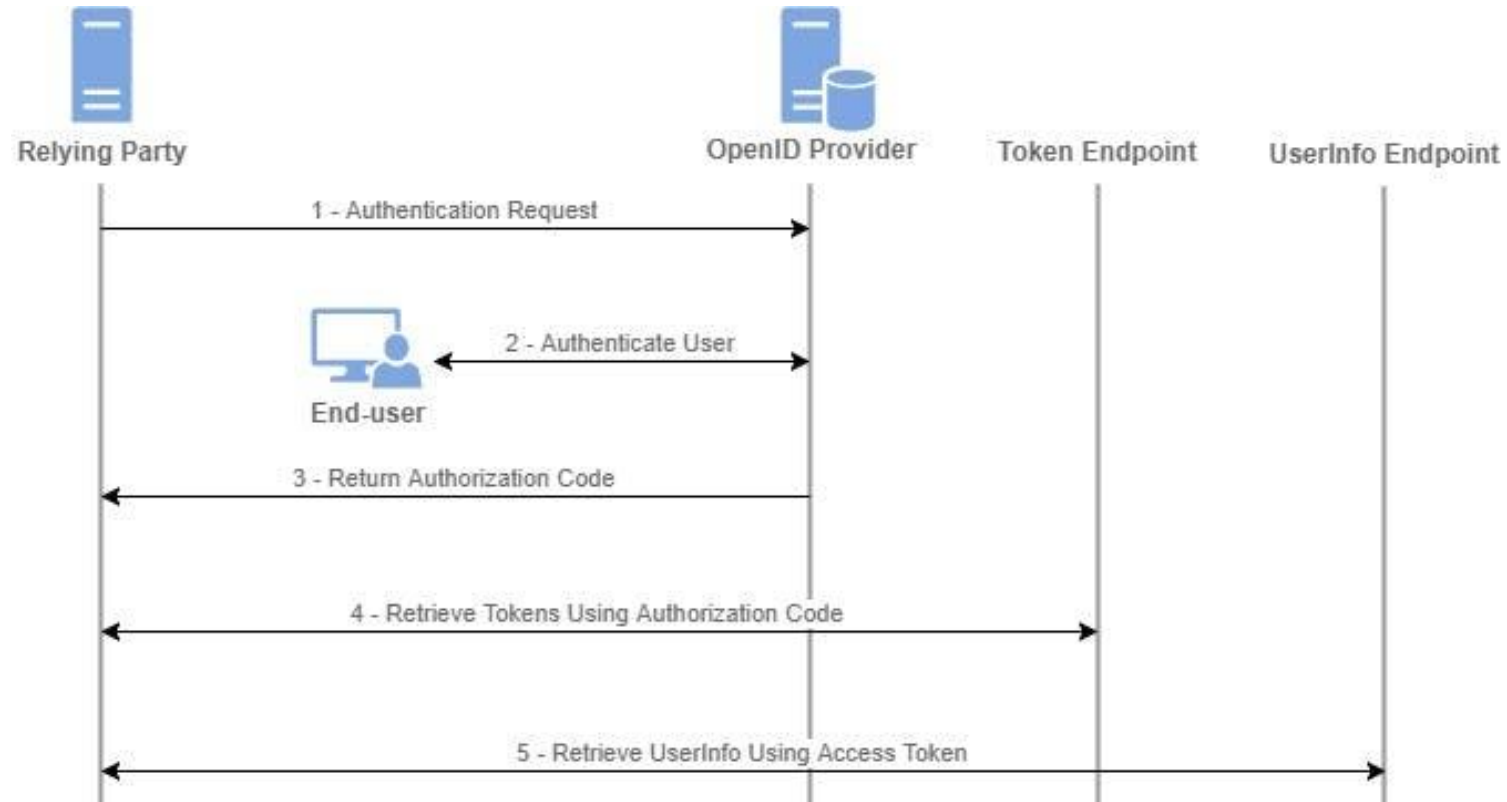 Relying Party
OpenID Provider
Token Endpoint
UserInfo Endpoint
1 - Authentication Request
2 - Authenticate User
End-user
3 - Return Authorization Code
4 - Retrieve Tokens Using Authorization Code
5 - Retrieve UserInfo Using Access Token